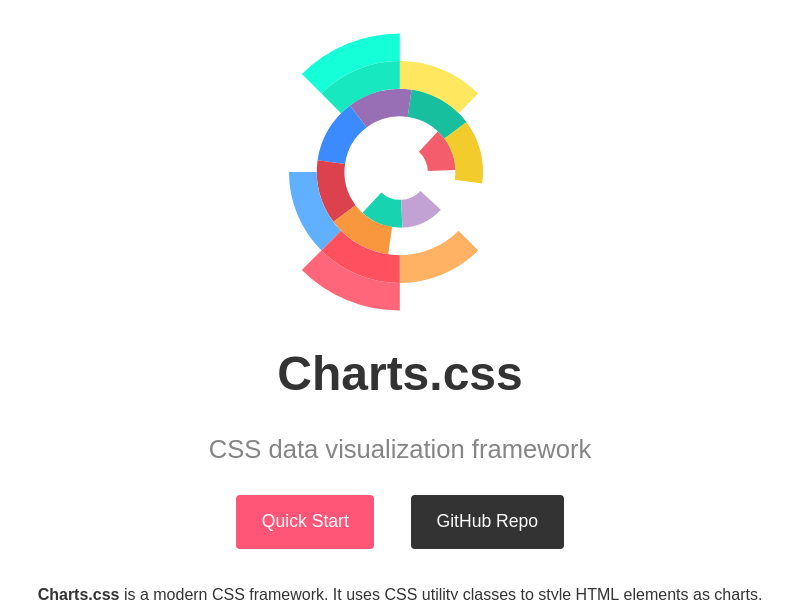 Charts.css
CSS data visualization framework
Quick Start
GitHub Repo
Charts.css is a modern CSS framework. It uses CSS utility classes to style HTML elements as charts.